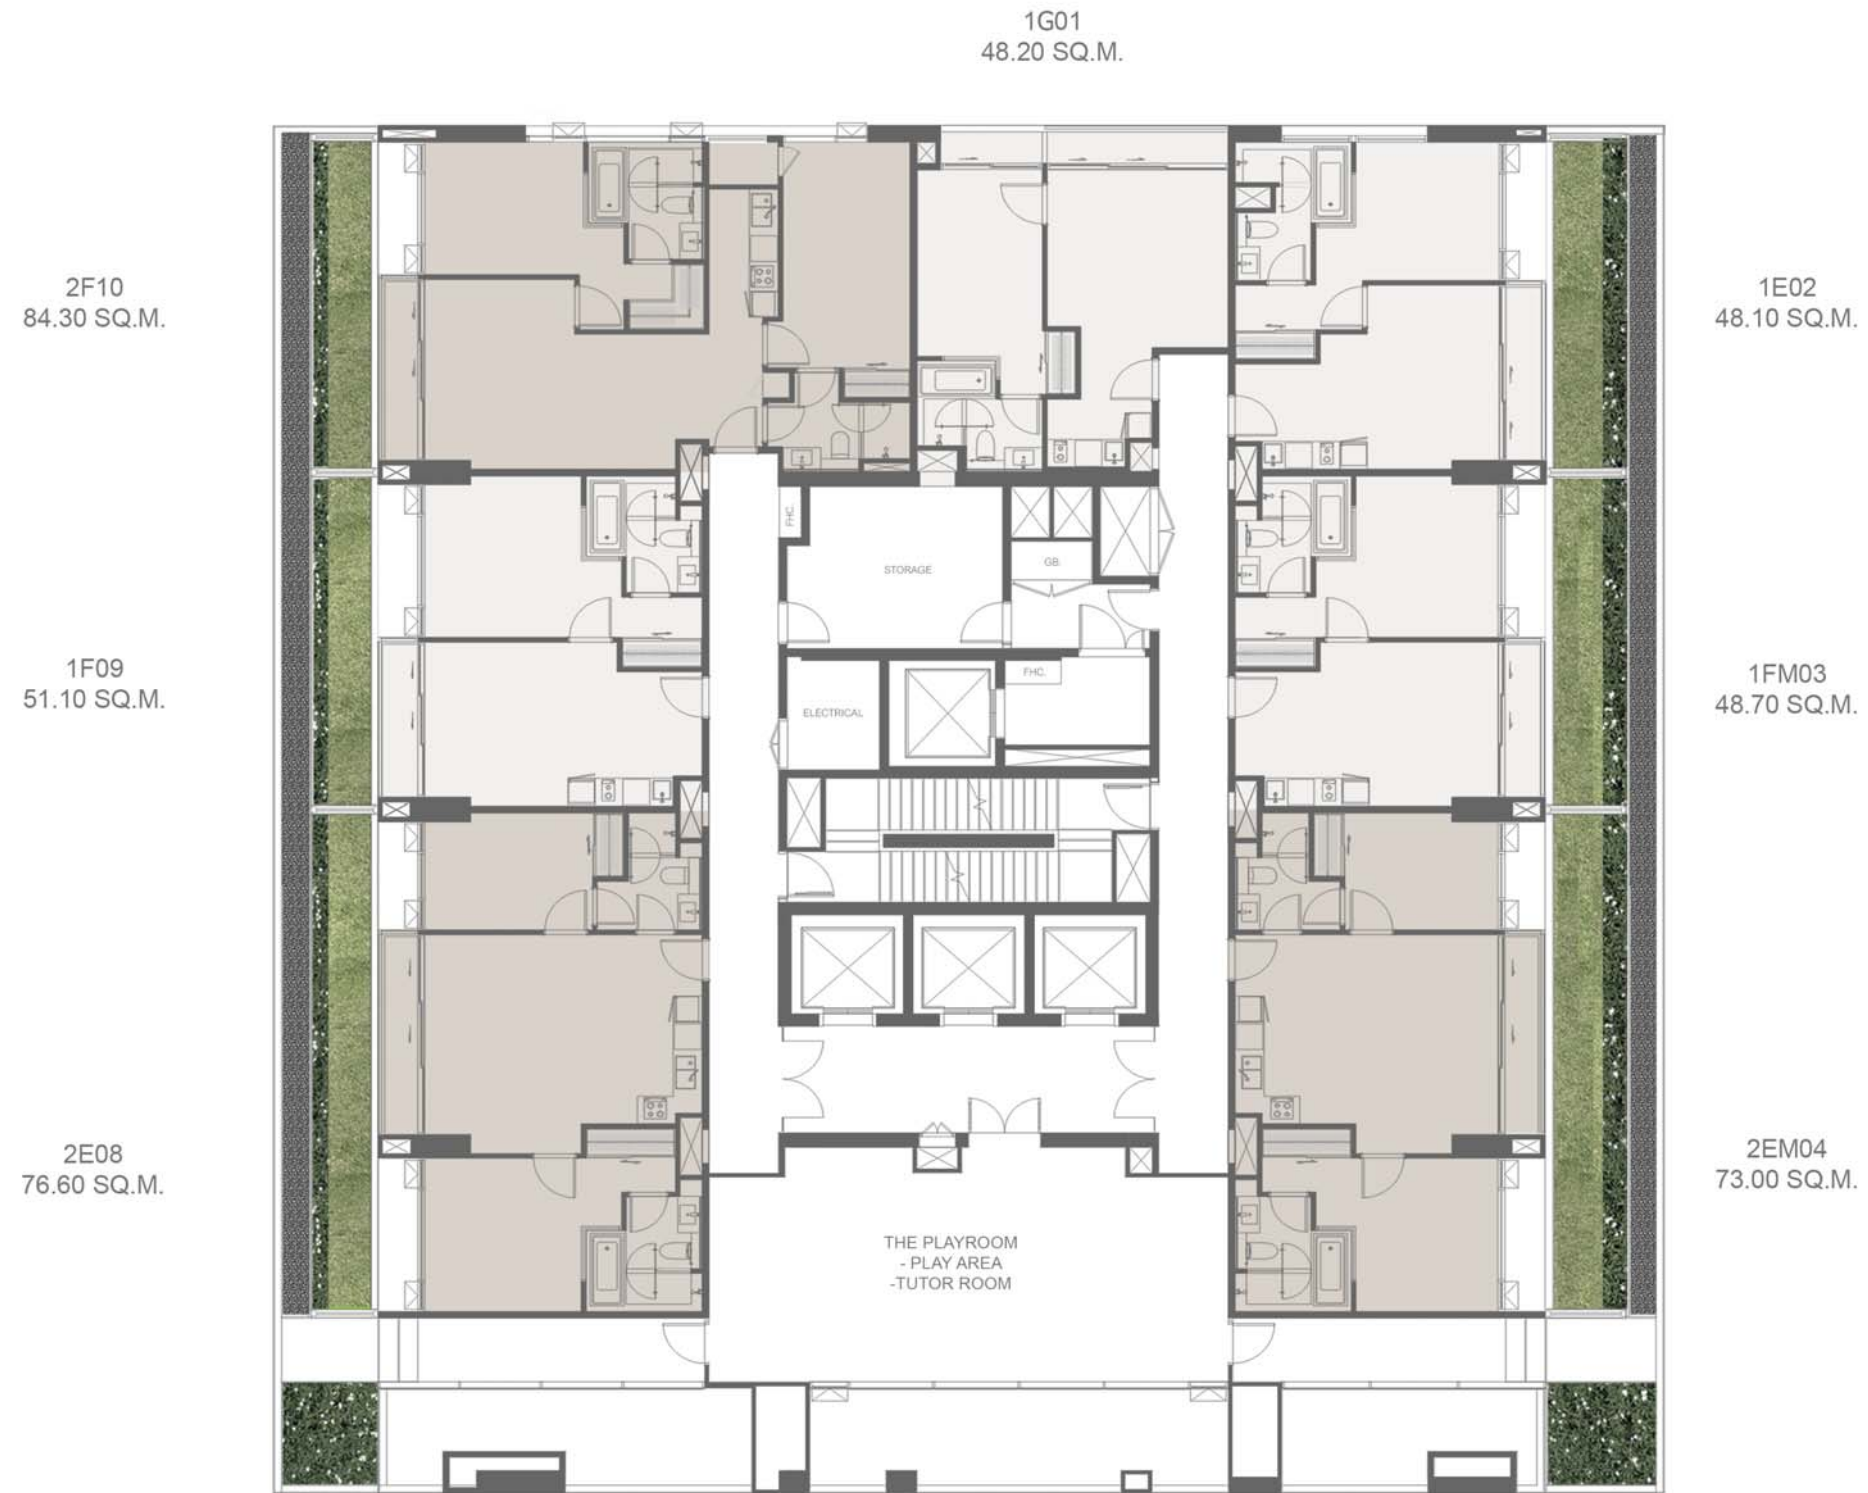 1G01
48.20 SQ.M.
2F10
84.30 SQ.M.
1E02
48.10 SQ.M.
FHC.
STORAGE
GB.
1F09
51.10 SQ.M.
ELECTRICAL
FHC.
1FM03
48.70 SQ.M.
2E08
76.60 SQ.M.
2EM04
73.00 SQ.M.
THE PLAYROOM
- PLAY AREA
-TUTOR ROOM